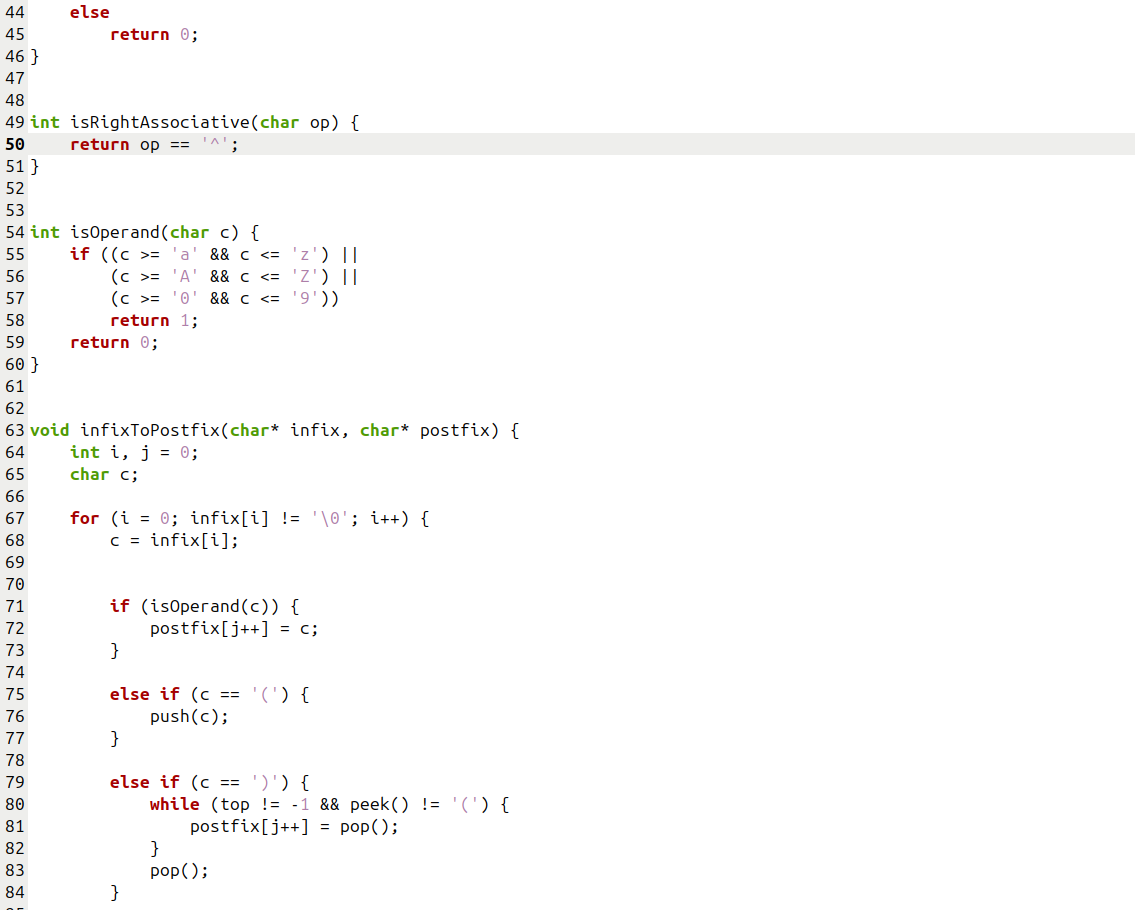 44     else
45         return 0;
46 }
47
48
49 int isRightAssociative(char op) {
50     return op == '^';
51 }
52
53
54 int isOperand(char c) {
55     if ((c >= 'a' && c <= 'z') ||
56         (c >= 'A' && c <= 'Z') ||
57         (c >= '0' && c <= '9'))
58         return 1;
59     return 0;
60 }
61
62
63 void infixToPostfix(char* infix, char* postfix) {
64     int i, j = 0;
65     char c;
66
67     for (i = 0; infix[i] != '\0'; i++) {
68         c = infix[i];
69
70
71         if (isOperand(c)) {
72             postfix[j++] = c;
73         }
74
75         else if (c == '(') {
76             push(c);
77         }
78
79         else if (c == ')') {
80             while (top != -1 && peek() != '(') {
81                 postfix[j++] = pop();
82             }
83             pop();
84         }